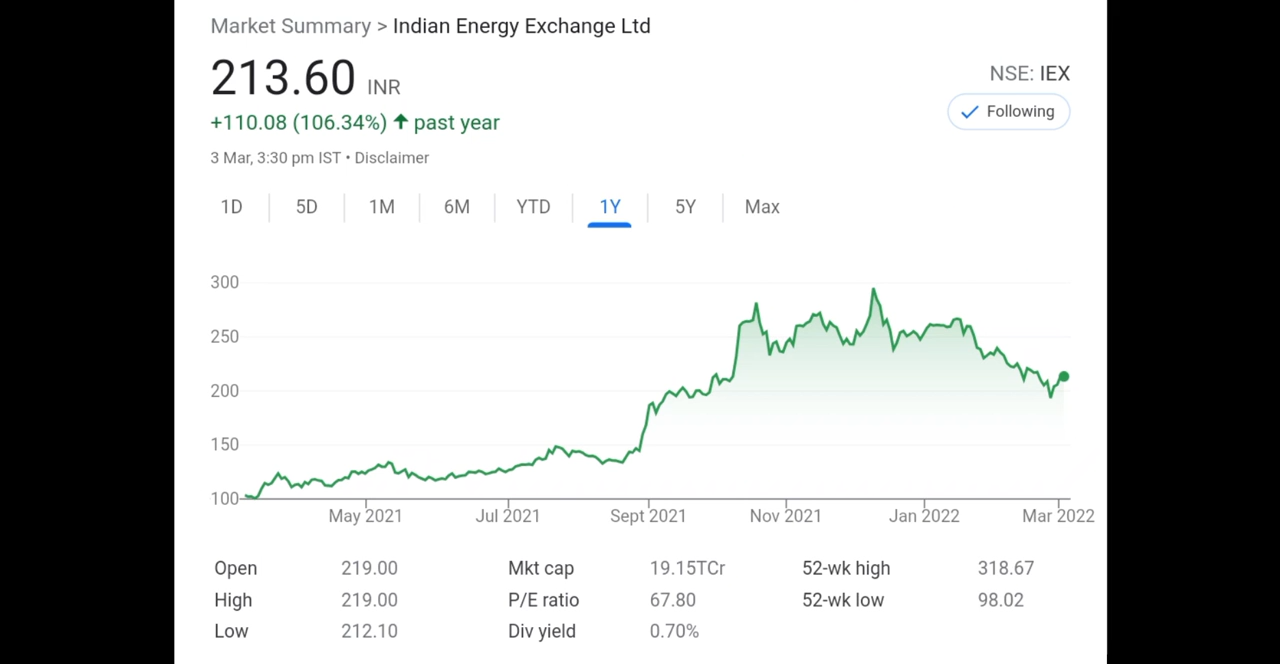 Market Summary > Indian Energy Exchange Ltd
213.60 INR
NSE: IEX
+110.08 (106.34%) ↑ past year
Following
3 Mar, 3:30 pm IST • Disclaimer
1D 5D 1M 6M YTD 1Y 5Y Max
300
250
200
150
100
May 2021 Jul 2021 Sept 2021 Nov 2021 Jan 2022 Mar 2022
Open 219.00 Mkt cap 19.15TCr 52-wk high 318.67
High 219.00 P/E ratio 67.80 52-wk low 98.02
Low 212.10 Div yield 0.70%